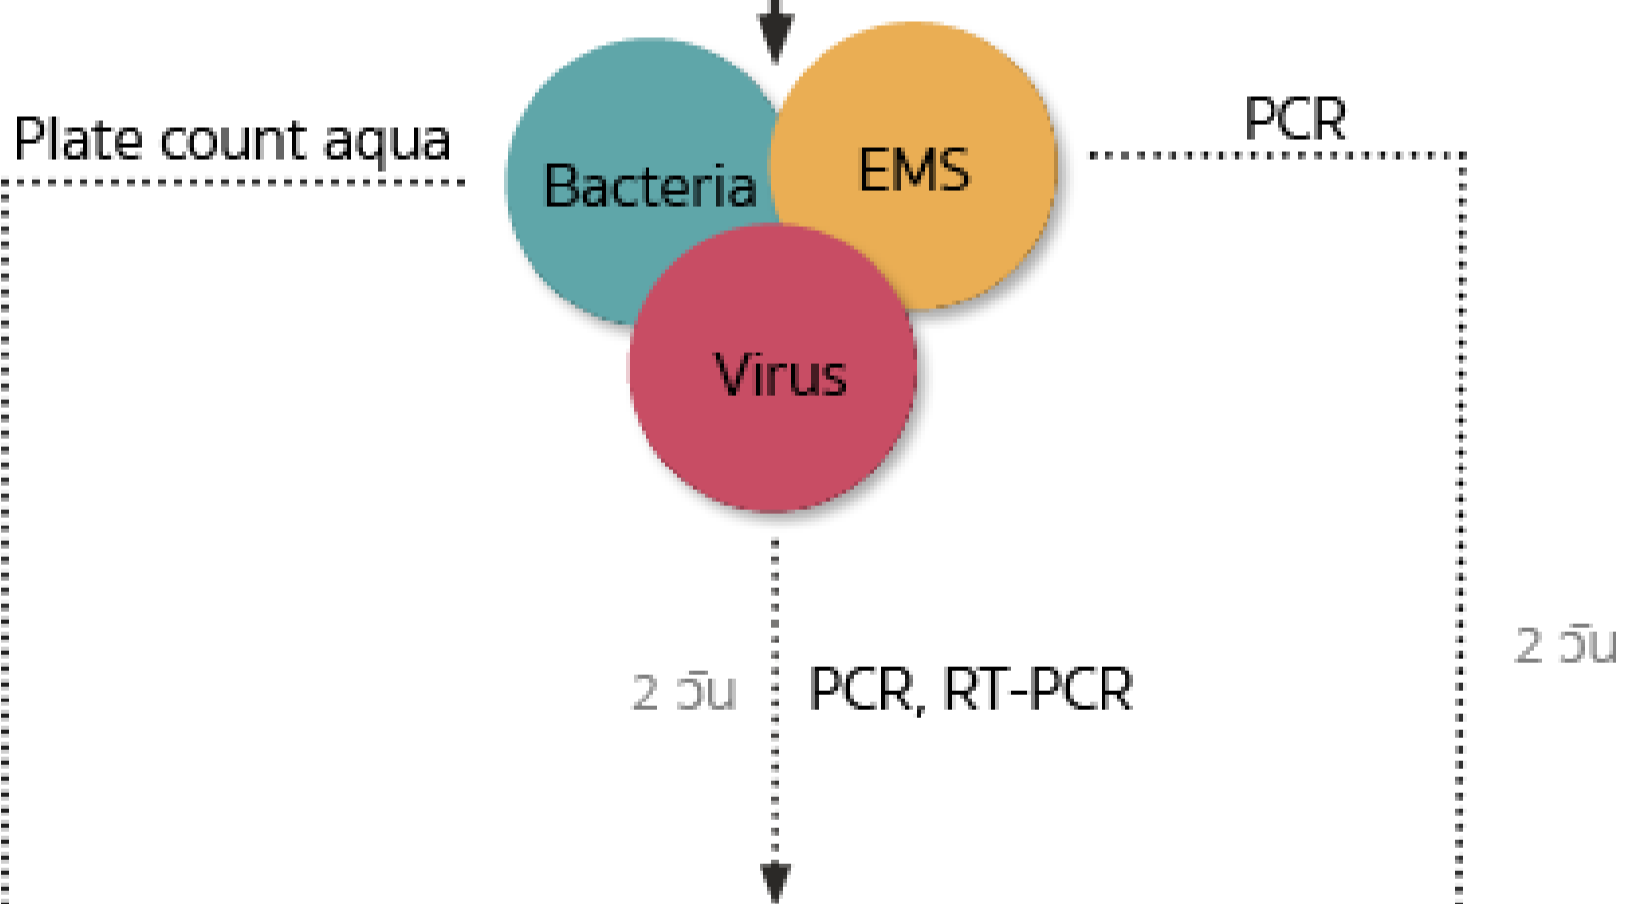 PCR
Plate count aqua
EMS
Bacteria
Virus
2 วัน
2 วัน
PCR, RT-PCR